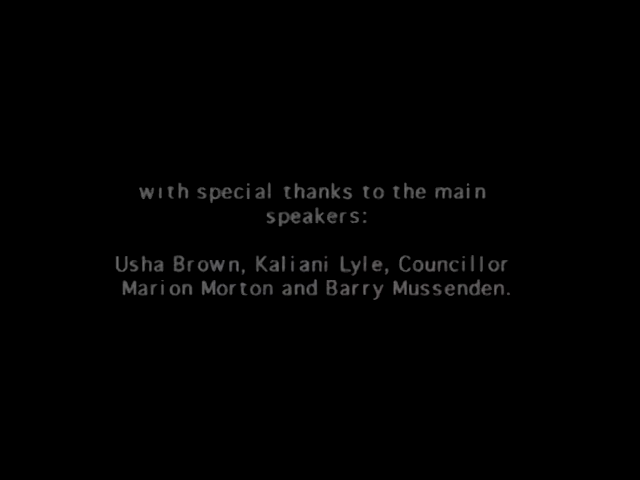 with special thanks to the main
speakers:
Usha Brown, Kaliani Lyle, Councillor
Marion Morton and Barry Mussenden.